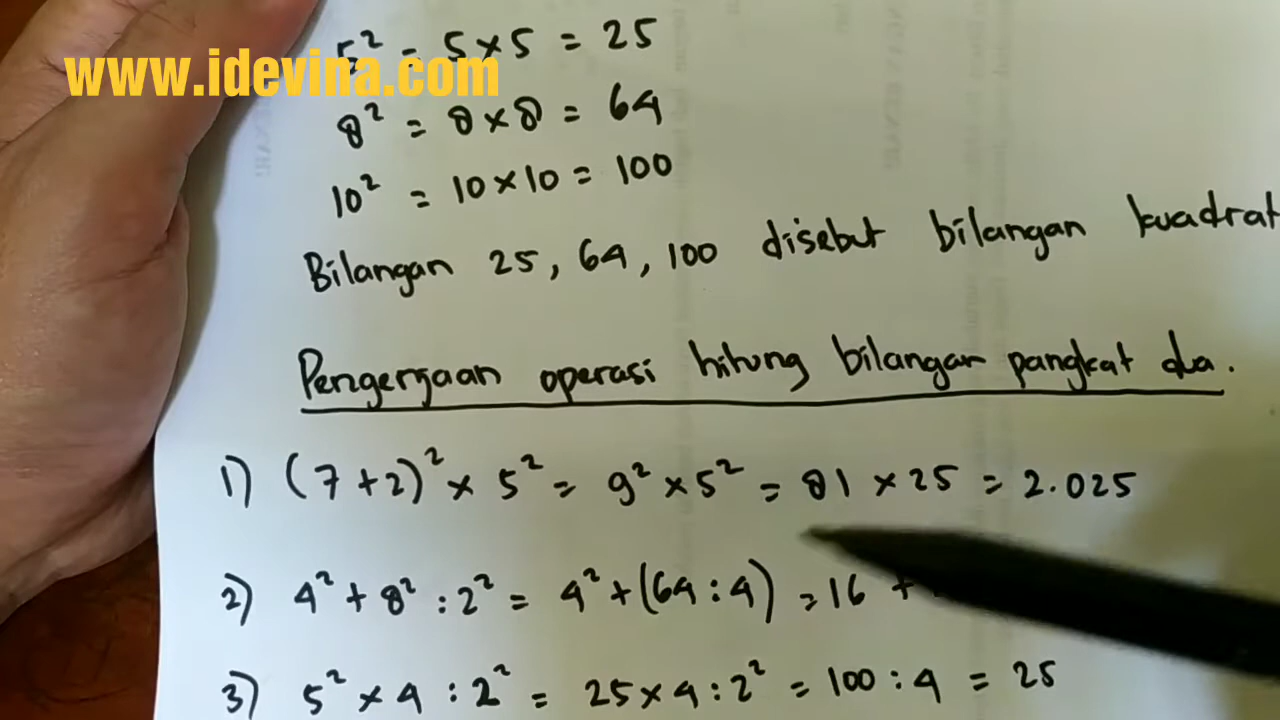 5² = 5 × 5 = 25
www.idevina.com
8² = 8 × 8 = 64
10² = 10 × 10 = 100
Bilangan 25, 64, 100 disebut bilangan kuadrat
Pengerjaan operasi hitung bilangan pangkat dua.
1) (7 + 2)² × 5² = 9² × 5² = 81 × 25 = 2.025
2) 4² + 8² : 2² = 4² + (64 : 4) = 16 +
3) 5² × 4 : 2² = 25 × 4 : 2² = 100 : 4 = 25